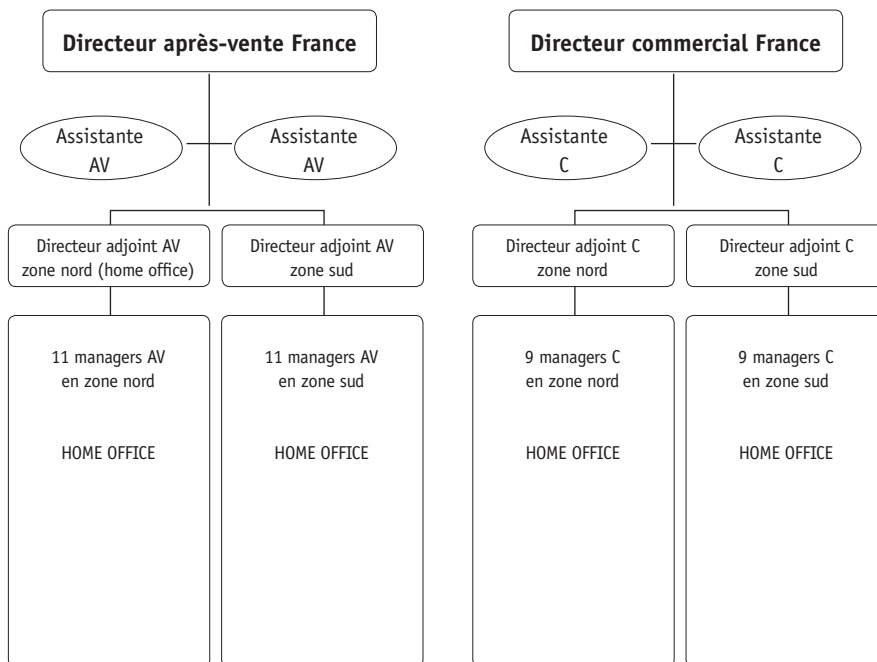 Directeur après-vente France
Directeur commercial France
Assistante
AV
Assistante
AV
Assistante
C
Assistante
C
Directeur adjoint AV
zone nord (home office)
Directeur adjoint AV
zone sud
Directeur adjoint C
zone nord
Directeur adjoint C
zone sud
11 managers AV
en zone nord
HOME OFFICE
11 managers AV
en zone sud
HOME OFFICE
9 managers C
en zone nord
HOME OFFICE
9 managers C
en zone sud
HOME OFFICE